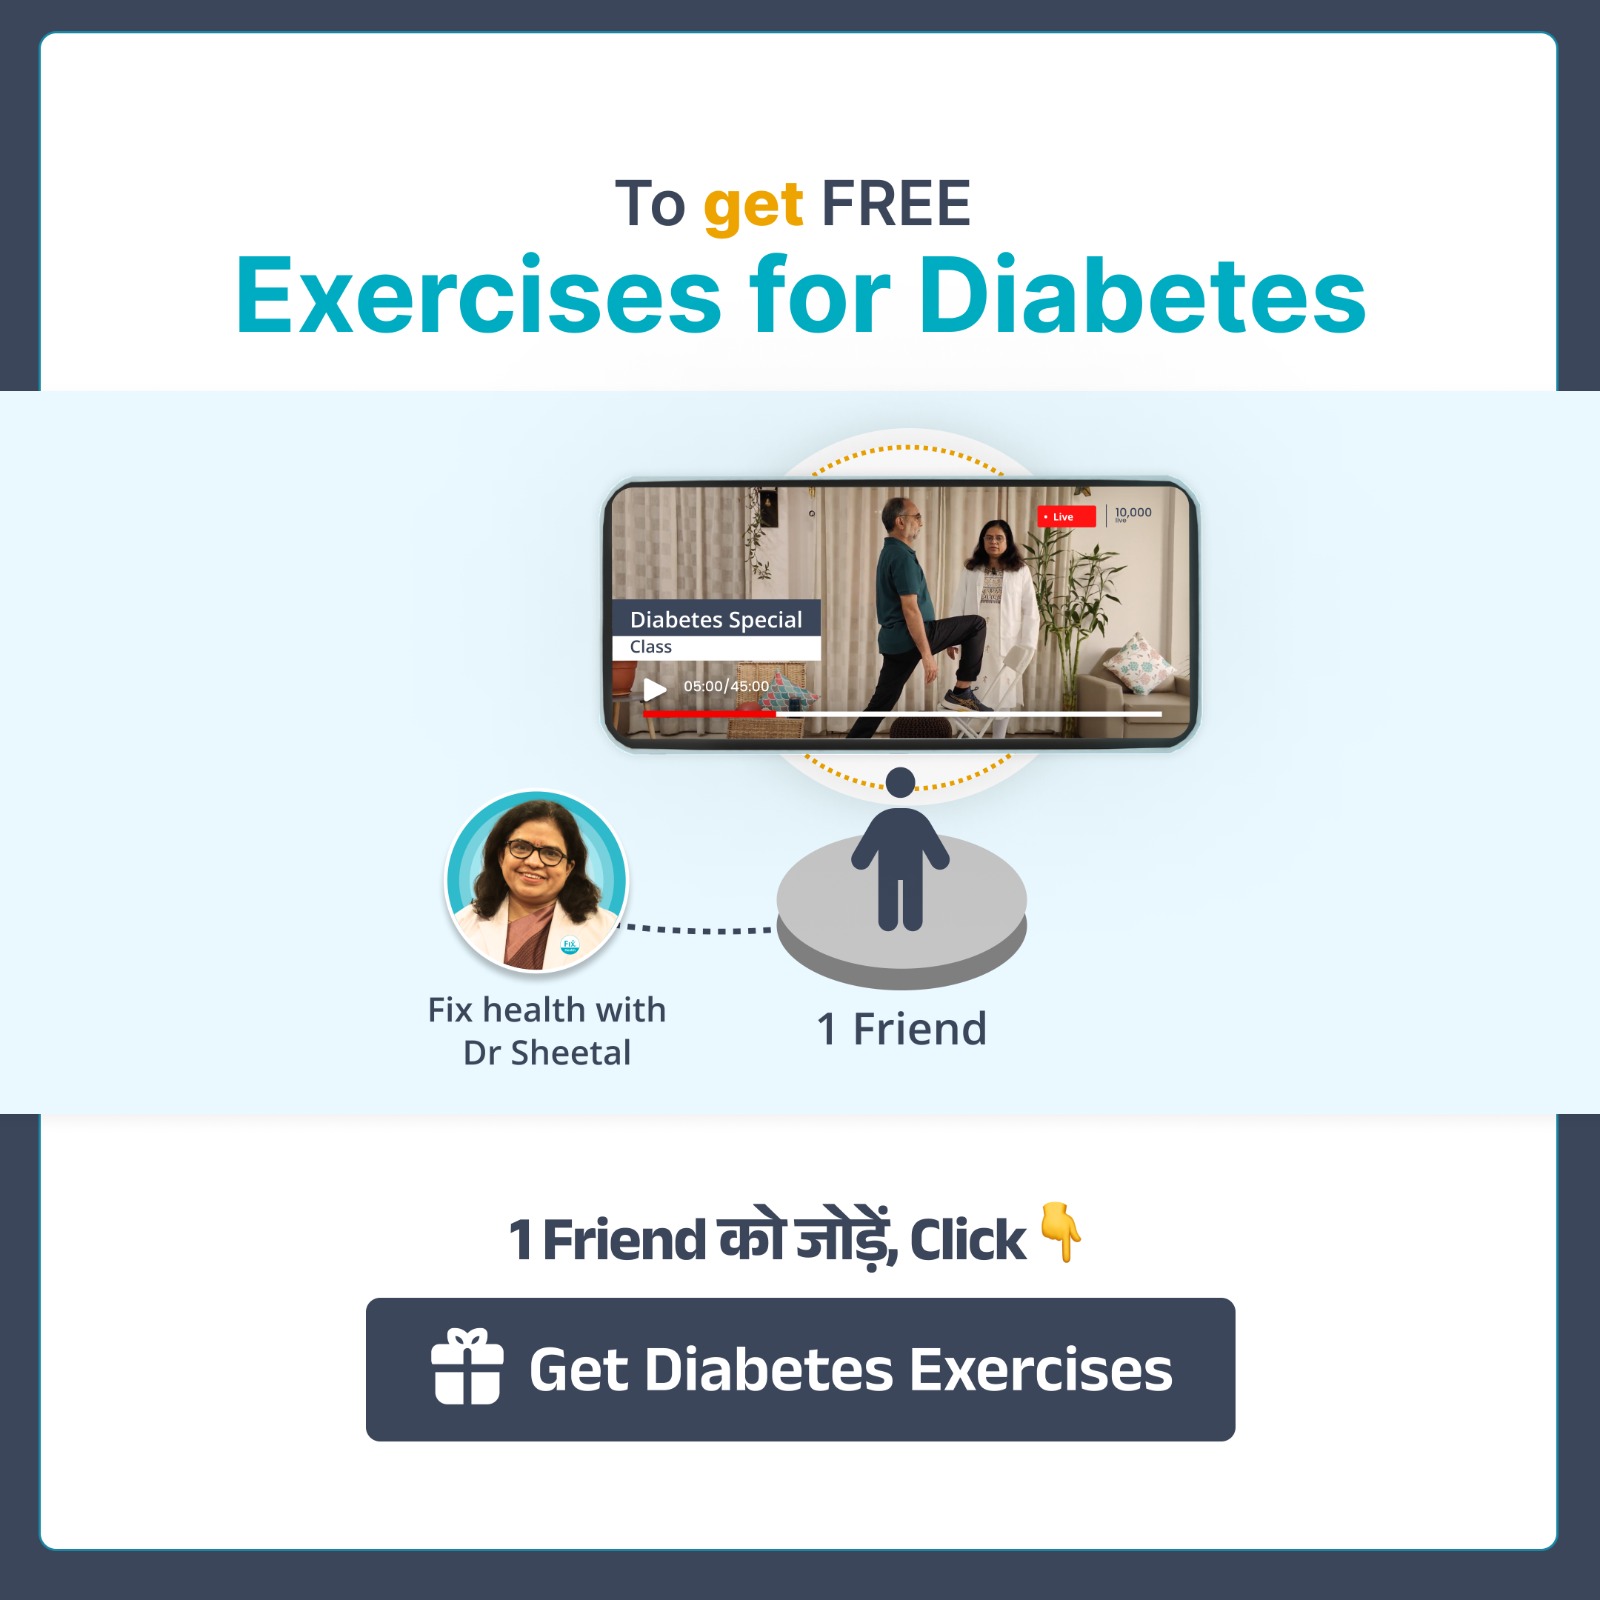 To get FREE
Exercises for Diabetes
Live
10,000
live
Diabetes Special
Class
05:00/45:00
Fix
Fix health with
Dr Sheetal
1 Friend
1 Friend को जोड़ें, Click
Get Diabetes Exercises